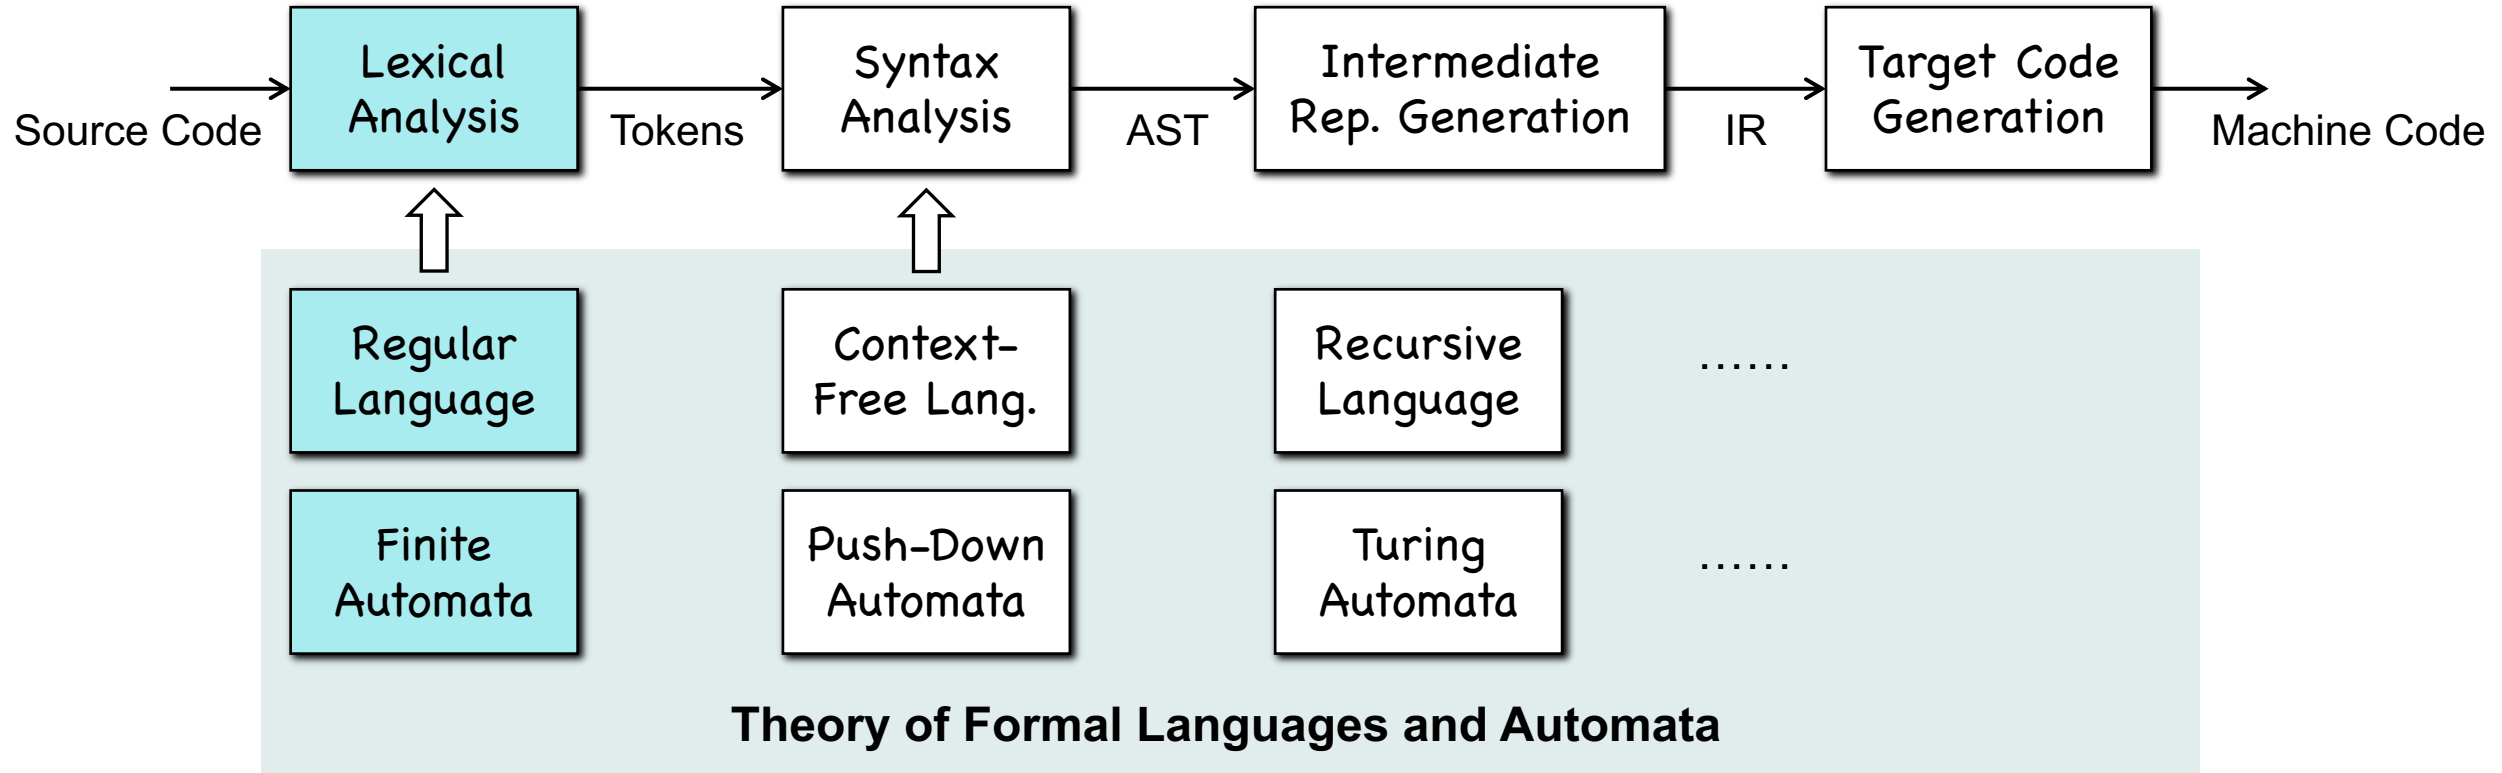 Lexical
Analysis
Syntax
Analysis
Intermediate
Rep. Generation
Target Code
Generation
Source Code
Tokens
AST
IR
Machine Code
Regular
Language
Context-
Free Lang.
Recursive
Language
......
Finite
Automata
Push-Down
Automata
Turing
Automata
......
Theory of Formal Languages and Automata